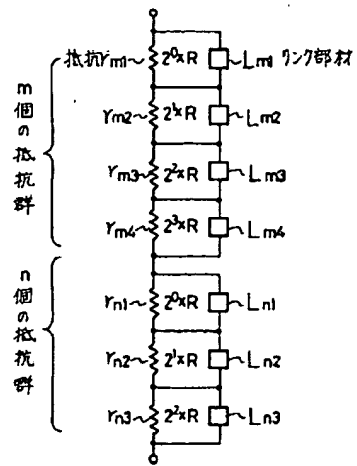 抵抗rm1 2⁰×R Lm1 リンク部材
rm2 2¹×R Lm2
rm3 2²×R Lm3
rm4 2³×R Lm4
m個の抵抗群
rn1 2⁰×R Ln1
rn2 2¹×R Ln2
rn3 2²×R Ln3
n個の抵抗群